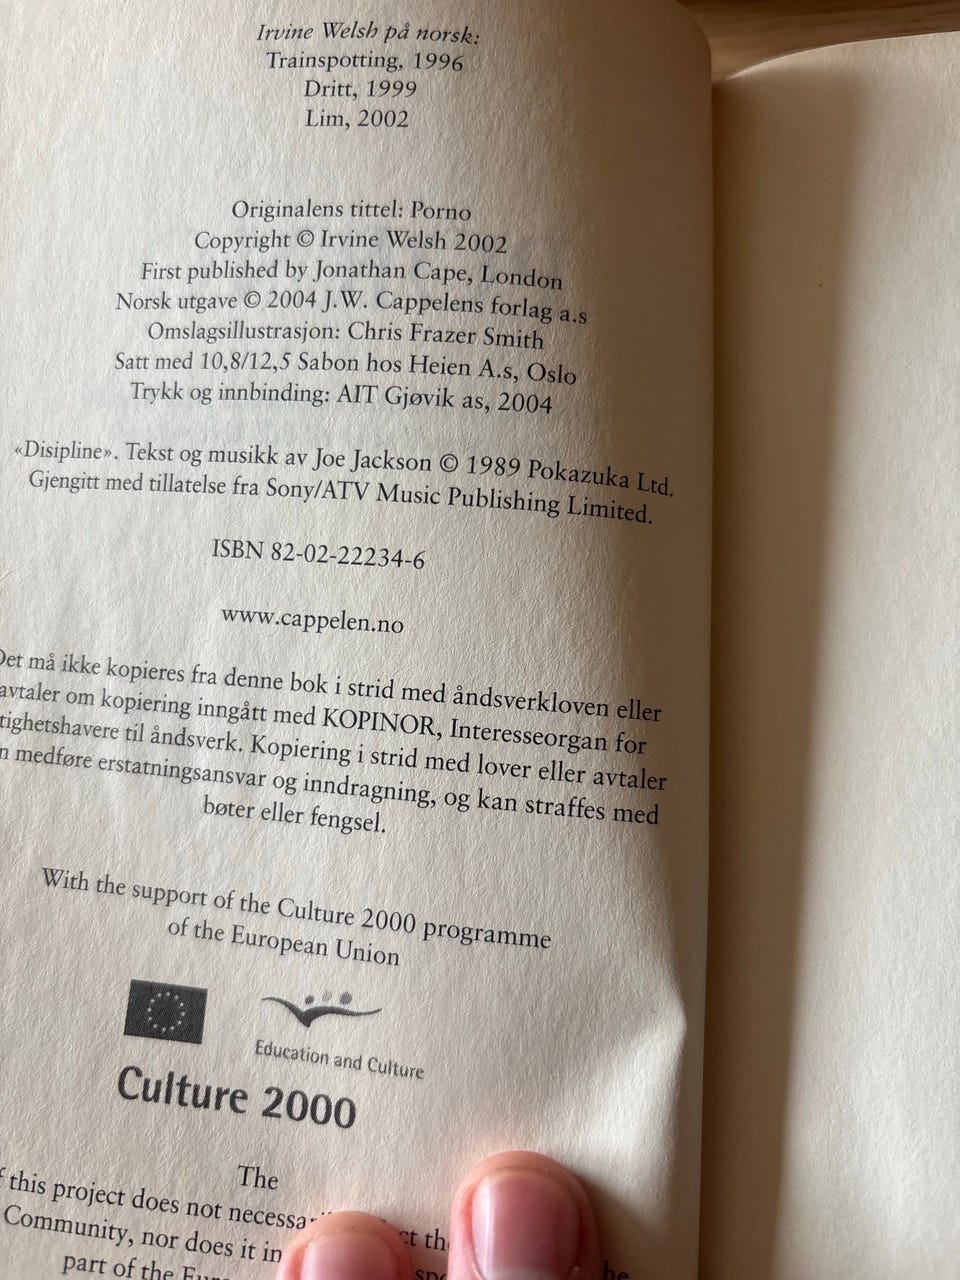 Irvine Welsh på norsk:
Trainspotting, 1996
Dritt, 1999
Lim, 2002
Originalens tittel: Porno
Copyright © Irvine Welsh 2002
First published by Jonathan Cape, London
Norsk utgave © 2004 J.W. Cappelens forlag a.s
Omslagsillustrasjon: Chris Frazer Smith
Satt med 10,8/12,5 Sabon hos Heien A.s, Oslo
Trykk og innbinding: AIT Gjøvik as, 2004
«Disipline». Tekst og musikk av Joe Jackson © 1989 Pokazuka Ltd.
Gjengitt med tillatelse fra Sony/ATV Music Publishing Limited.
ISBN 82-02-22234-6
www.cappelen.no
Det må ikke kopieres fra denne bok i strid med åndsverkloven eller
avtaler om kopiering inngått med KOPINOR, Interesseorgan for
tighetshavere til åndsverk. Kopiering i strid med lover eller avtaler
n medføre erstatningsansvar og inndragning, og kan straffes med
bøter eller fengsel.
With the support of the Culture 2000 programme
of the European Union
Education and Culture
Culture 2000
The
this project does not
Community, nor does it in
part of the